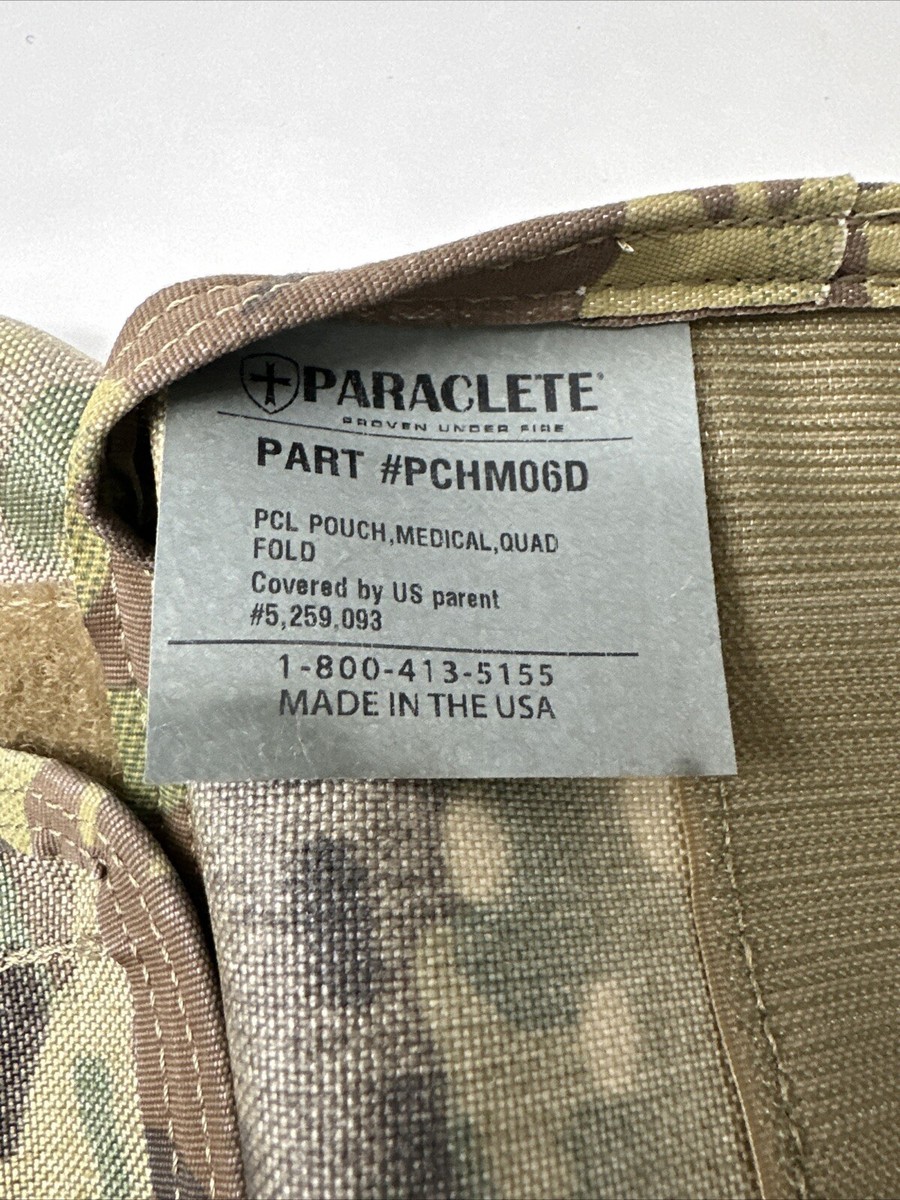 PARACLETE
PROVEN UNDER FIRE
PART #PCHM06D
PCL POUCH,MEDICAL,QUAD
FOLD
Covered by US parent
#5,259,093
1-800-413-5155
MADE IN THE USA